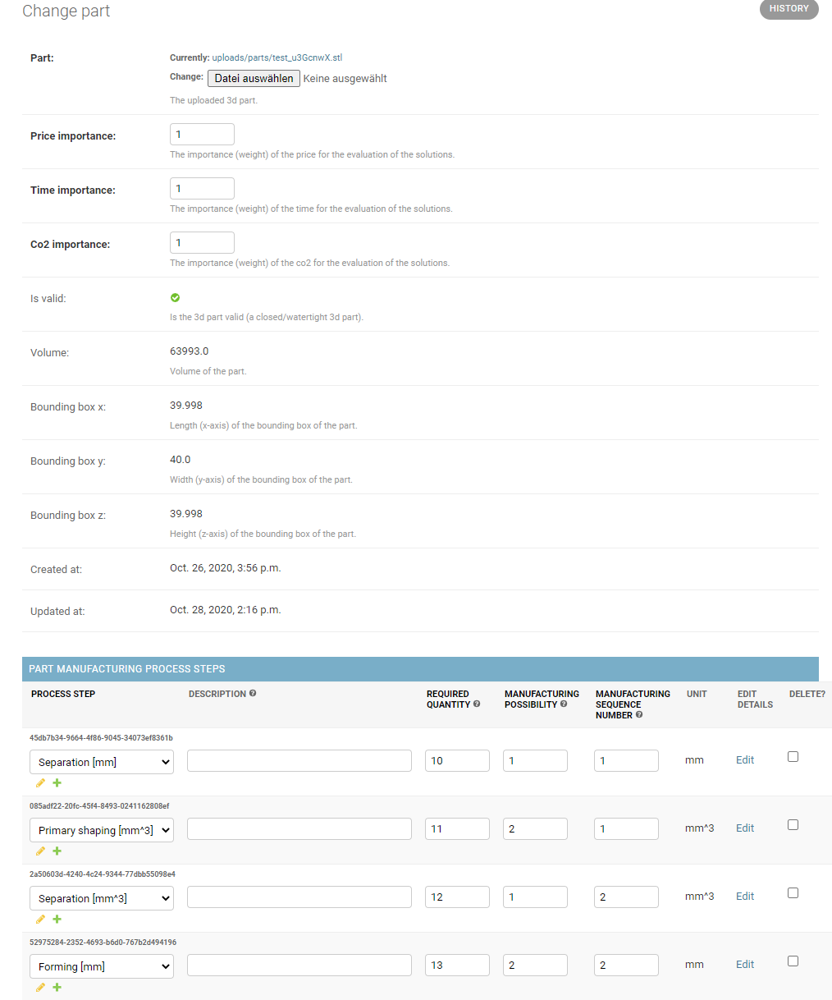 Change part
HISTORY
Part:
Currently: uploads/parts/test_u3GcnwX.stl
Change: Datei auswählen Keine ausgewählt
The uploaded 3d part.
Price importance:
1
The importance (weight) of the price for the evaluation of the solutions.
Time importance:
1
The importance (weight) of the time for the evaluation of the solutions.
Co2 importance:
1
The importance (weight) of the co2 for the evaluation of the solutions.
Is valid:
Is the 3d part valid (a closed/watertight 3d part).
Volume:
63993.0
Volume of the part.
Bounding box x:
39.998
Length (x-axis) of the bounding box of the part.
Bounding box y:
40.0
Width (y-axis) of the bounding box of the part.
Bounding box z:
39.998
Height (z-axis) of the bounding box of the part.
Created at:
Oct. 26, 2020, 3:56 p.m.
Updated at:
Oct. 28, 2020, 2:16 p.m.
PART MANUFACTURING PROCESS STEPS
PROCESS STEP DESCRIPTION REQUIRED QUANTITY MANUFACTURING POSSIBILITY MANUFACTURING SEQUENCE NUMBER UNIT EDIT DETAILS DELETE?
45db7b34-9664-4f86-9045-34073ef8361b
Separation [mm] 10 1 1 mm Edit
085adf22-20fc-45f4-8493-0241162808ef
Primary shaping [mm^3] 11 2 1 mm^3 Edit
2a50603d-4240-4c24-9344-77dbb55098e4
Separation [mm^3] 12 1 2 mm^3 Edit
52975284-2352-4693-b6d0-767b2d494196
Forming [mm] 13 2 2 mm Edit